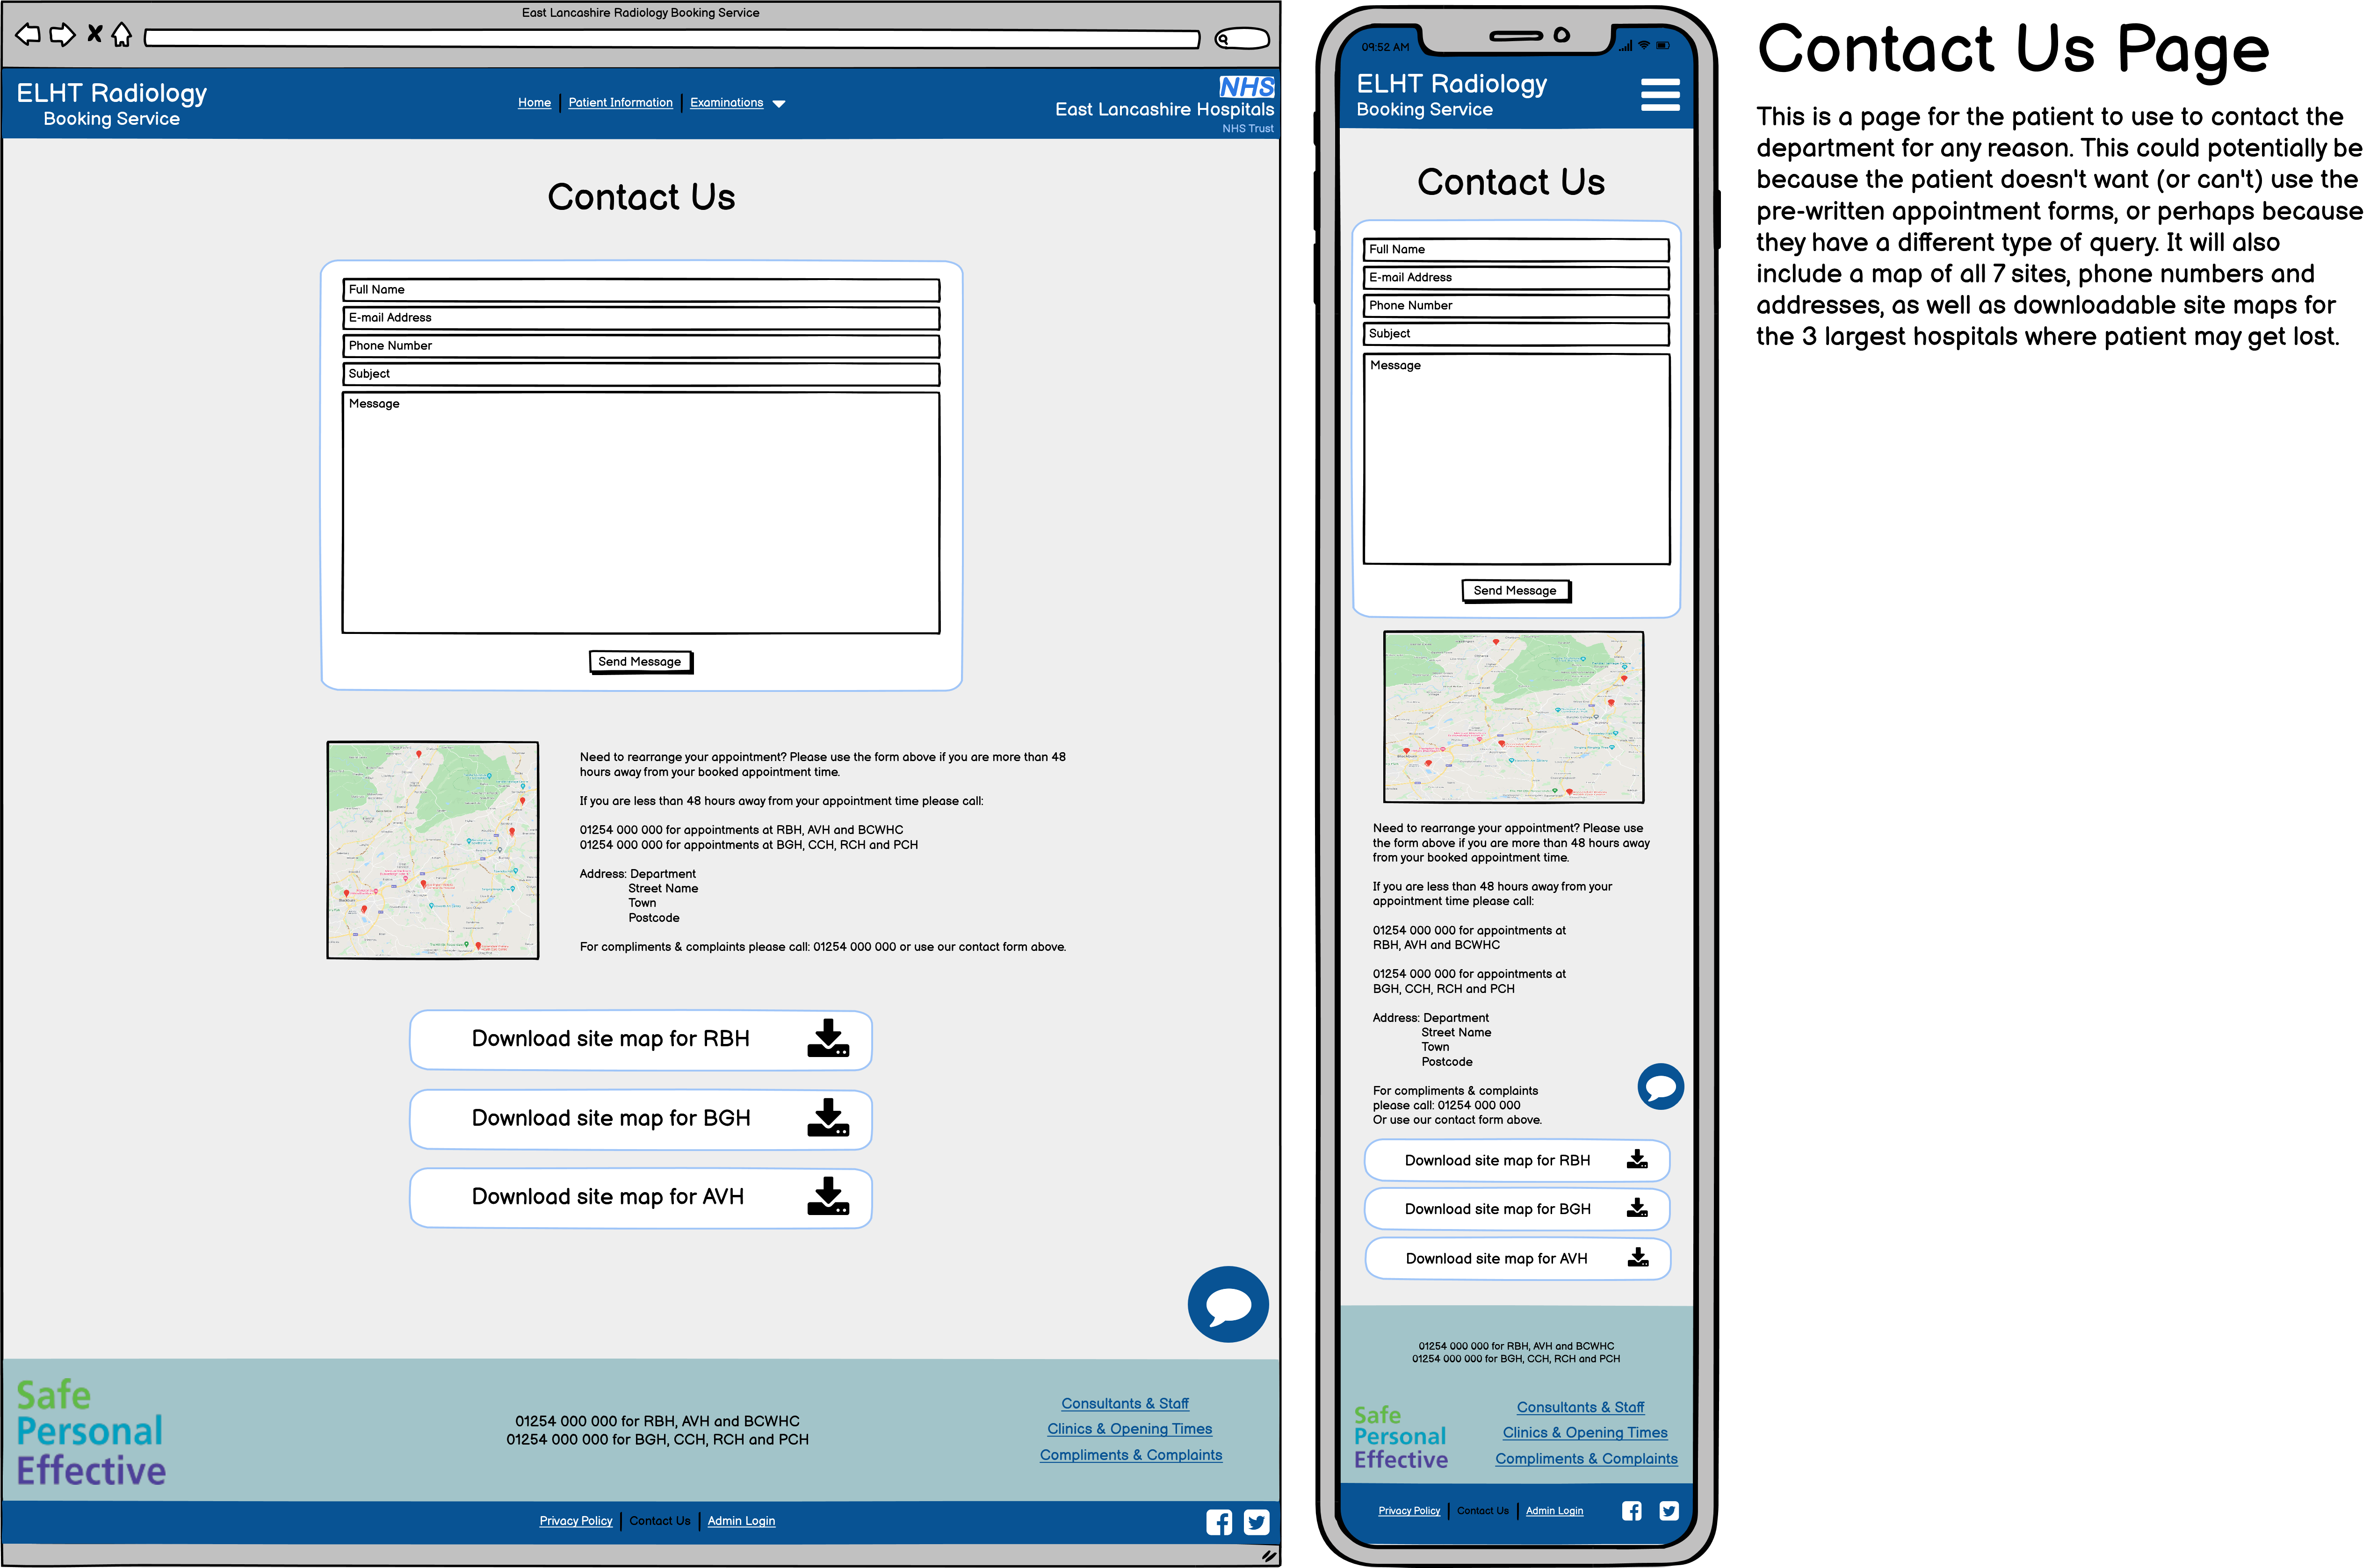 East Lancashire Radiology Booking Service
ELHT Radiology
Booking Service
Home
Patient Information
Examinations
NHS
East Lancashire Hospitals
NHS Trust
Contact Us
Full Name
E-mail Address
Phone Number
Subject
Message
Send Message
Need to rearrange your appointment? Please use the form above if you are more than 48
hours away from your booked appointment time.
If you are less than 48 hours away from your appointment time please call:
01254 000 000 for appointments at RBH, AVH and BCWHC
01254 000 000 for appointments at BGH, CCH, RCH and PCH
Address: Department
Street Name
Town
Postcode
For compliments & complaints please call: 01254 000 000 or use our contact form above.
Download site map for RBH
Download site map for BGH
Download site map for AVH
Safe
Personal
Effective
01254 000 000 for RBH, AVH and BCWHC
01254 000 000 for BGH, CCH, RCH and PCH
Consultants & Staff
Clinics & Opening Times
Compliments & Complaints
Privacy Policy
Contact Us
Admin Login
09:52 AM
ELHT Radiology
Booking Service
Contact Us
Full Name
E-mail Address
Phone Number
Subject
Message
Send Message
Need to rearrange your appointment? Please use
the form above if you are more than 48 hours away
from your booked appointment time.
If you are less than 48 hours away from your
appointment time please call:
01254 000 000 for appointments at
RBH, AVH and BCWHC
01254 000 000 for appointments at
BGH, CCH, RCH and PCH
Address: Department
Street Name
Town
Postcode
For compliments & complaints
please call: 01254 000 000
Or use our contact form above.
Download site map for RBH
Download site map for BGH
Download site map for AVH
01254 000 000 for RBH, AVH and BCWHC
01254 000 000 for BGH, CCH, RCH and PCH
Safe
Personal
Effective
Consultants & Staff
Clinics & Opening Times
Compliments & Complaints
Privacy Policy
Contact Us
Admin Login
Contact Us Page
This is a page for the patient to use to contact the
department for any reason. This could potentially be
because the patient doesn't want (or can't) use the
pre-written appointment forms, or perhaps because
they have a different type of query. It will also
include a map of all 7 sites, phone numbers and
addresses, as well as downloadable site maps for
the 3 largest hospitals where patient may get lost.